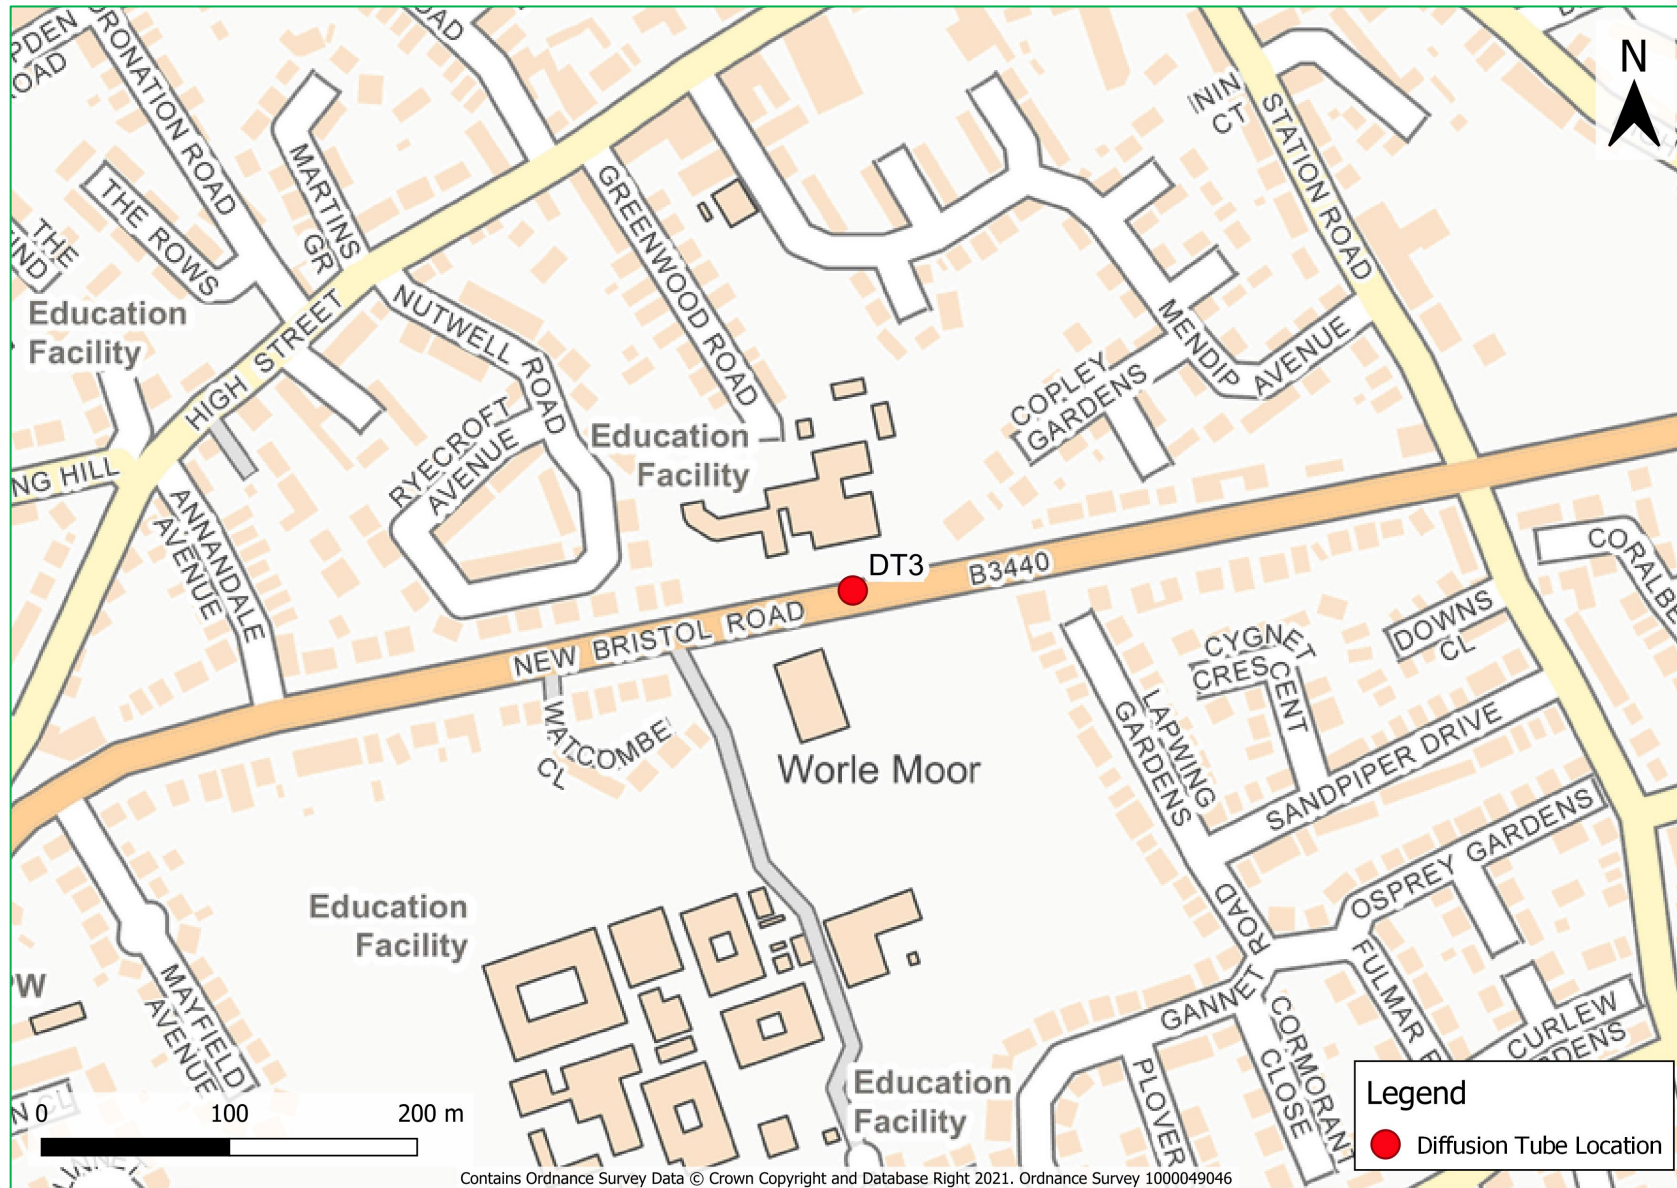 ROAD
N
CORONATION ROAD
MARTINS
GR
THE ROWS
THE
STATION ROAD
CT
GREENWOOD ROAD
Education
Facility
HIGH STREET
NUTWELL ROAD
MENDIP AVENUE
COPLEY
GARDENS
RYECROFT
AVENUE
Education
Facility
ANNANDALE
AVENUE
DT3
B3440
NEW BRISTOL ROAD
WATCOMBE
CL
Worle Moor
CYGNET
CRESCENT
DOWNS
CL
LAPWING
GARDENS
SANDPIPER DRIVE
OSPREY GARDENS
Education
Facility
MAYFIELD
AVENUE
GANNET ROAD
FULMAR
CORMORANT
CLOSE
CURLEW
PLOVER
Education
Facility
0 100 200 m
Legend
Diffusion Tube Location
Contains Ordnance Survey Data © Crown Copyright and Database Right 2021. Ordnance Survey 1000049046